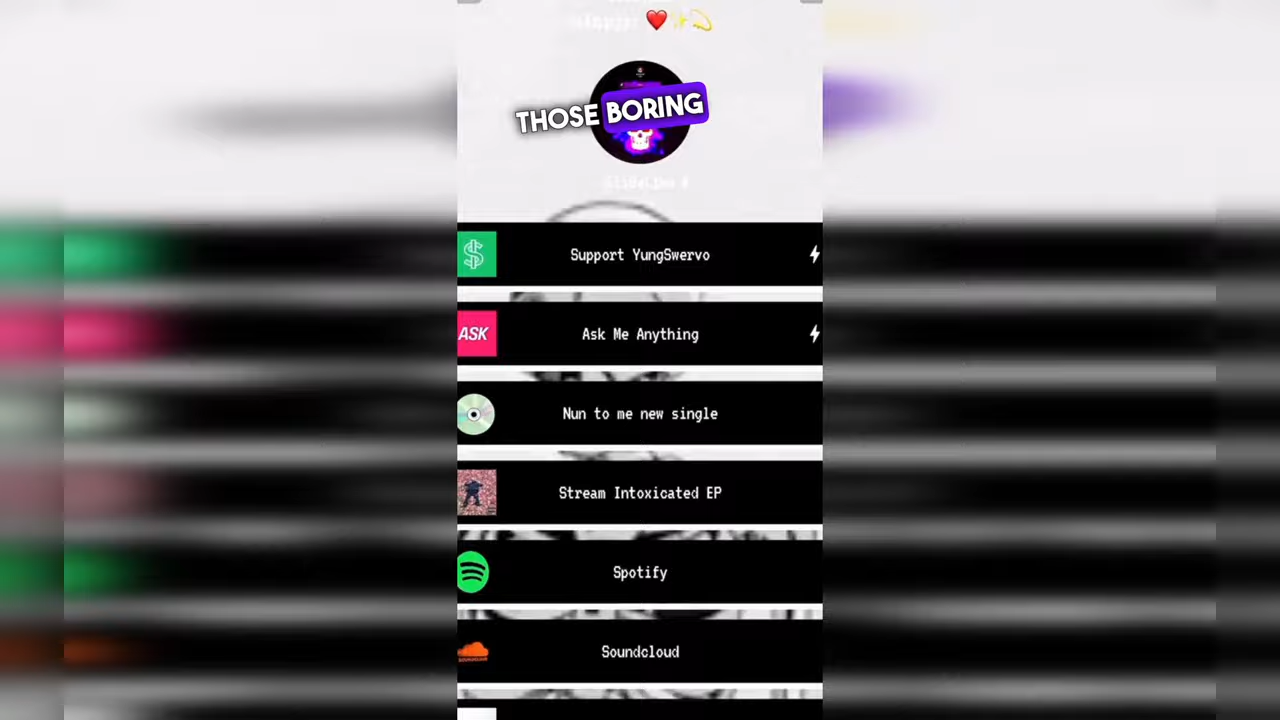 THOSE BORING
Support YungSwervo
ASK
Ask Me Anything
Nun to me new single
Stream Intoxicated EP
Spotify
Soundcloud